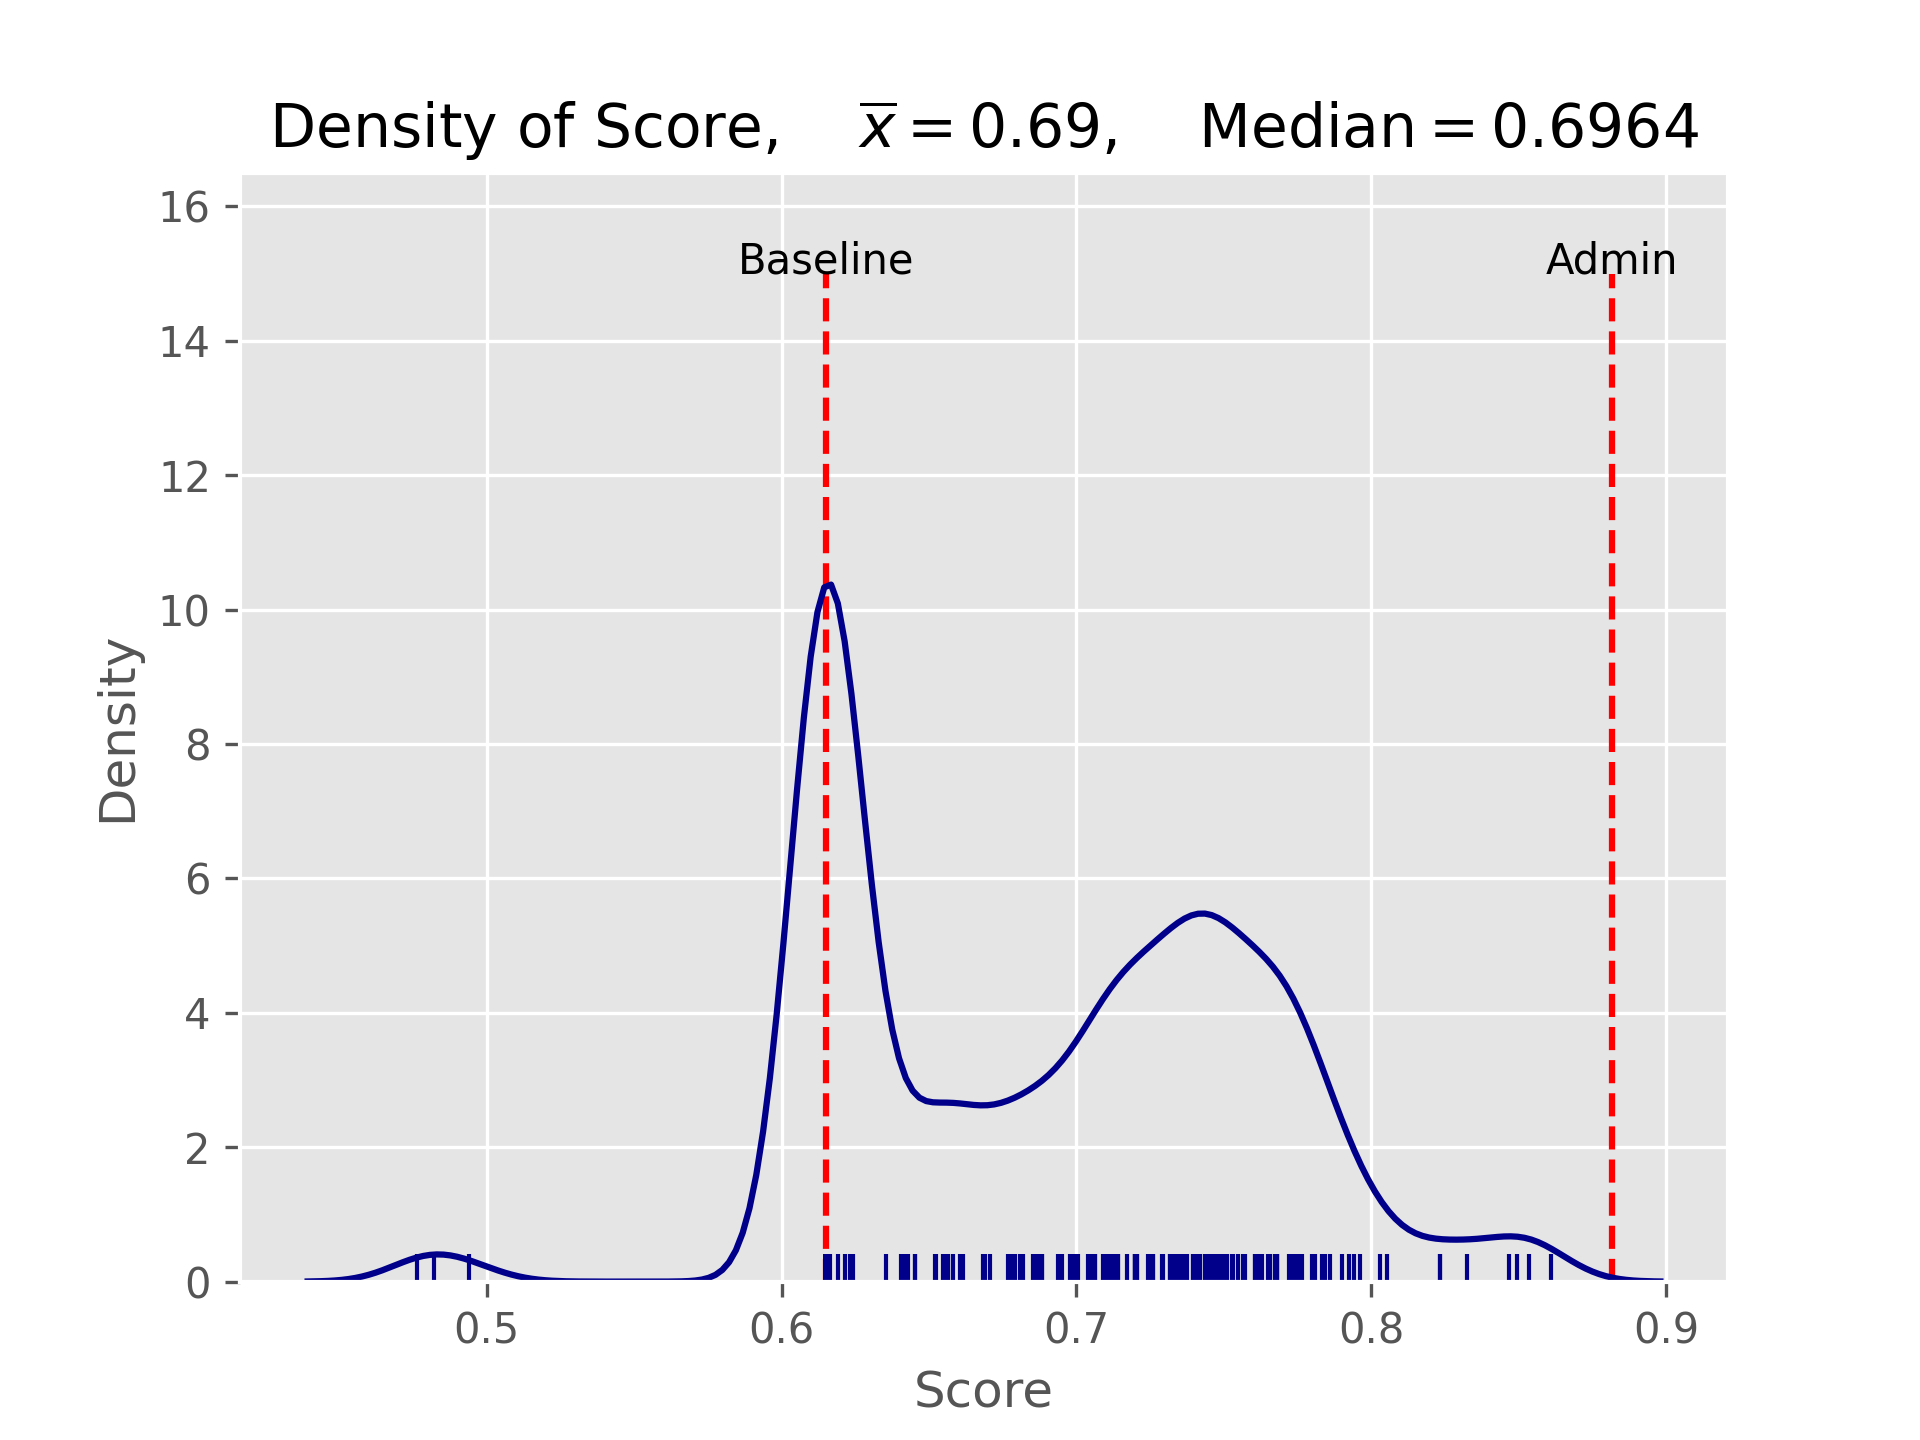 Density of Score, x̅ = 0.69, Median = 0.6964
16
14
12
10
8
6
4
2
0
Density
Baseline
Admin
0.5 0.6 0.7 0.8 0.9
Score